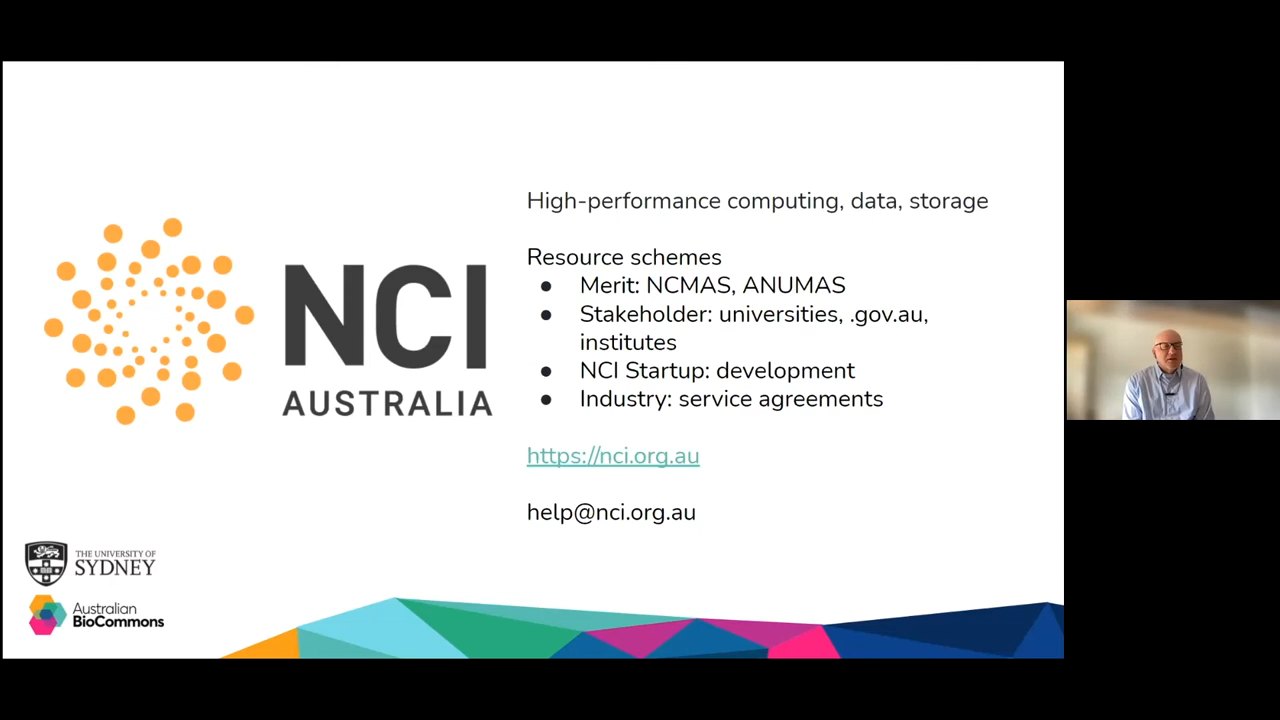 High-performance computing, data, storage
Resource schemes
● Merit: NCMAS, ANUMAS
● Stakeholder: universities, .gov.au,
institutes
● NCI Startup: development
● Industry: service agreements
https://nci.org.au
help@nci.org.au
NCI
AUSTRALIA
THE UNIVERSITY OF
SYDNEY
Australian
BioCommons